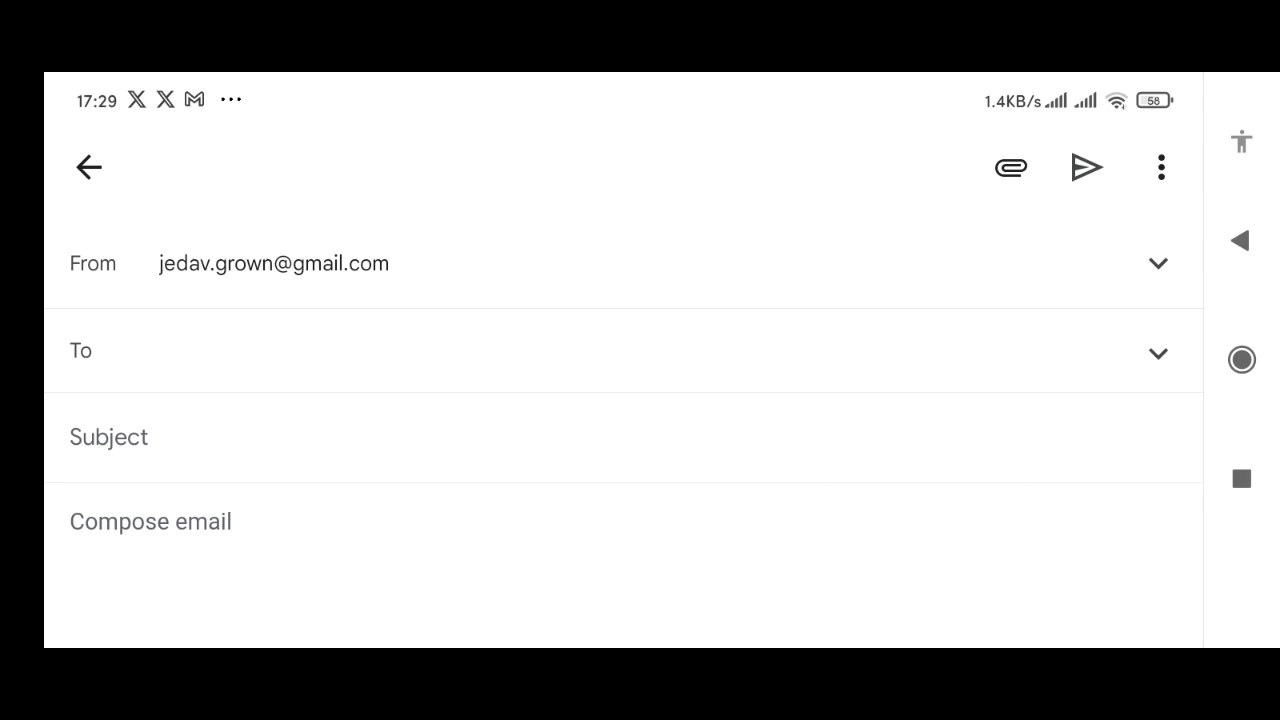 17:29 1.4KB/s 58
From jedav.grown@gmail.com
To
Subject
Compose email